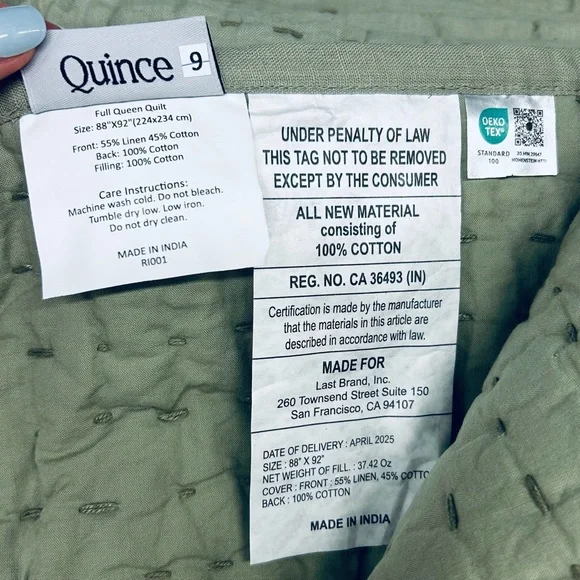 Quince 9
Full Queen Quilt
Size: 88"X92"(224x234 cm)
Front: 55% Linen 45% Cotton
Back: 100% Cotton
Filling: 100% Cotton
Care Instructions:
Machine wash cold. Do not bleach.
Tumble dry low. Low iron.
Do not dry clean.
MADE IN INDIA
RI001
UNDER PENALTY OF LAW
THIS TAG NOT TO BE REMOVED
EXCEPT BY THE CONSUMER
ALL NEW MATERIAL
consisting of
100% COTTON
REG. NO. CA 36493 (IN)
Certification is made by the manufacturer
that the materials in this article are
described in accordance with law.
MADE FOR
Last Brand, Inc.
260 Townsend Street Suite 150
San Francisco, CA 94107
DATE OF DELIVERY : APRIL 2025
SIZE : 88" X 92"
NET WEIGHT OF FILL : 37.42 Oz
COVER : FRONT : 55% LINEN, 45% COTTO
BACK : 100% COTTON
MADE IN INDIA
OEKO
TEX®
STANDARD
100
HOHENSTEIN HTTI